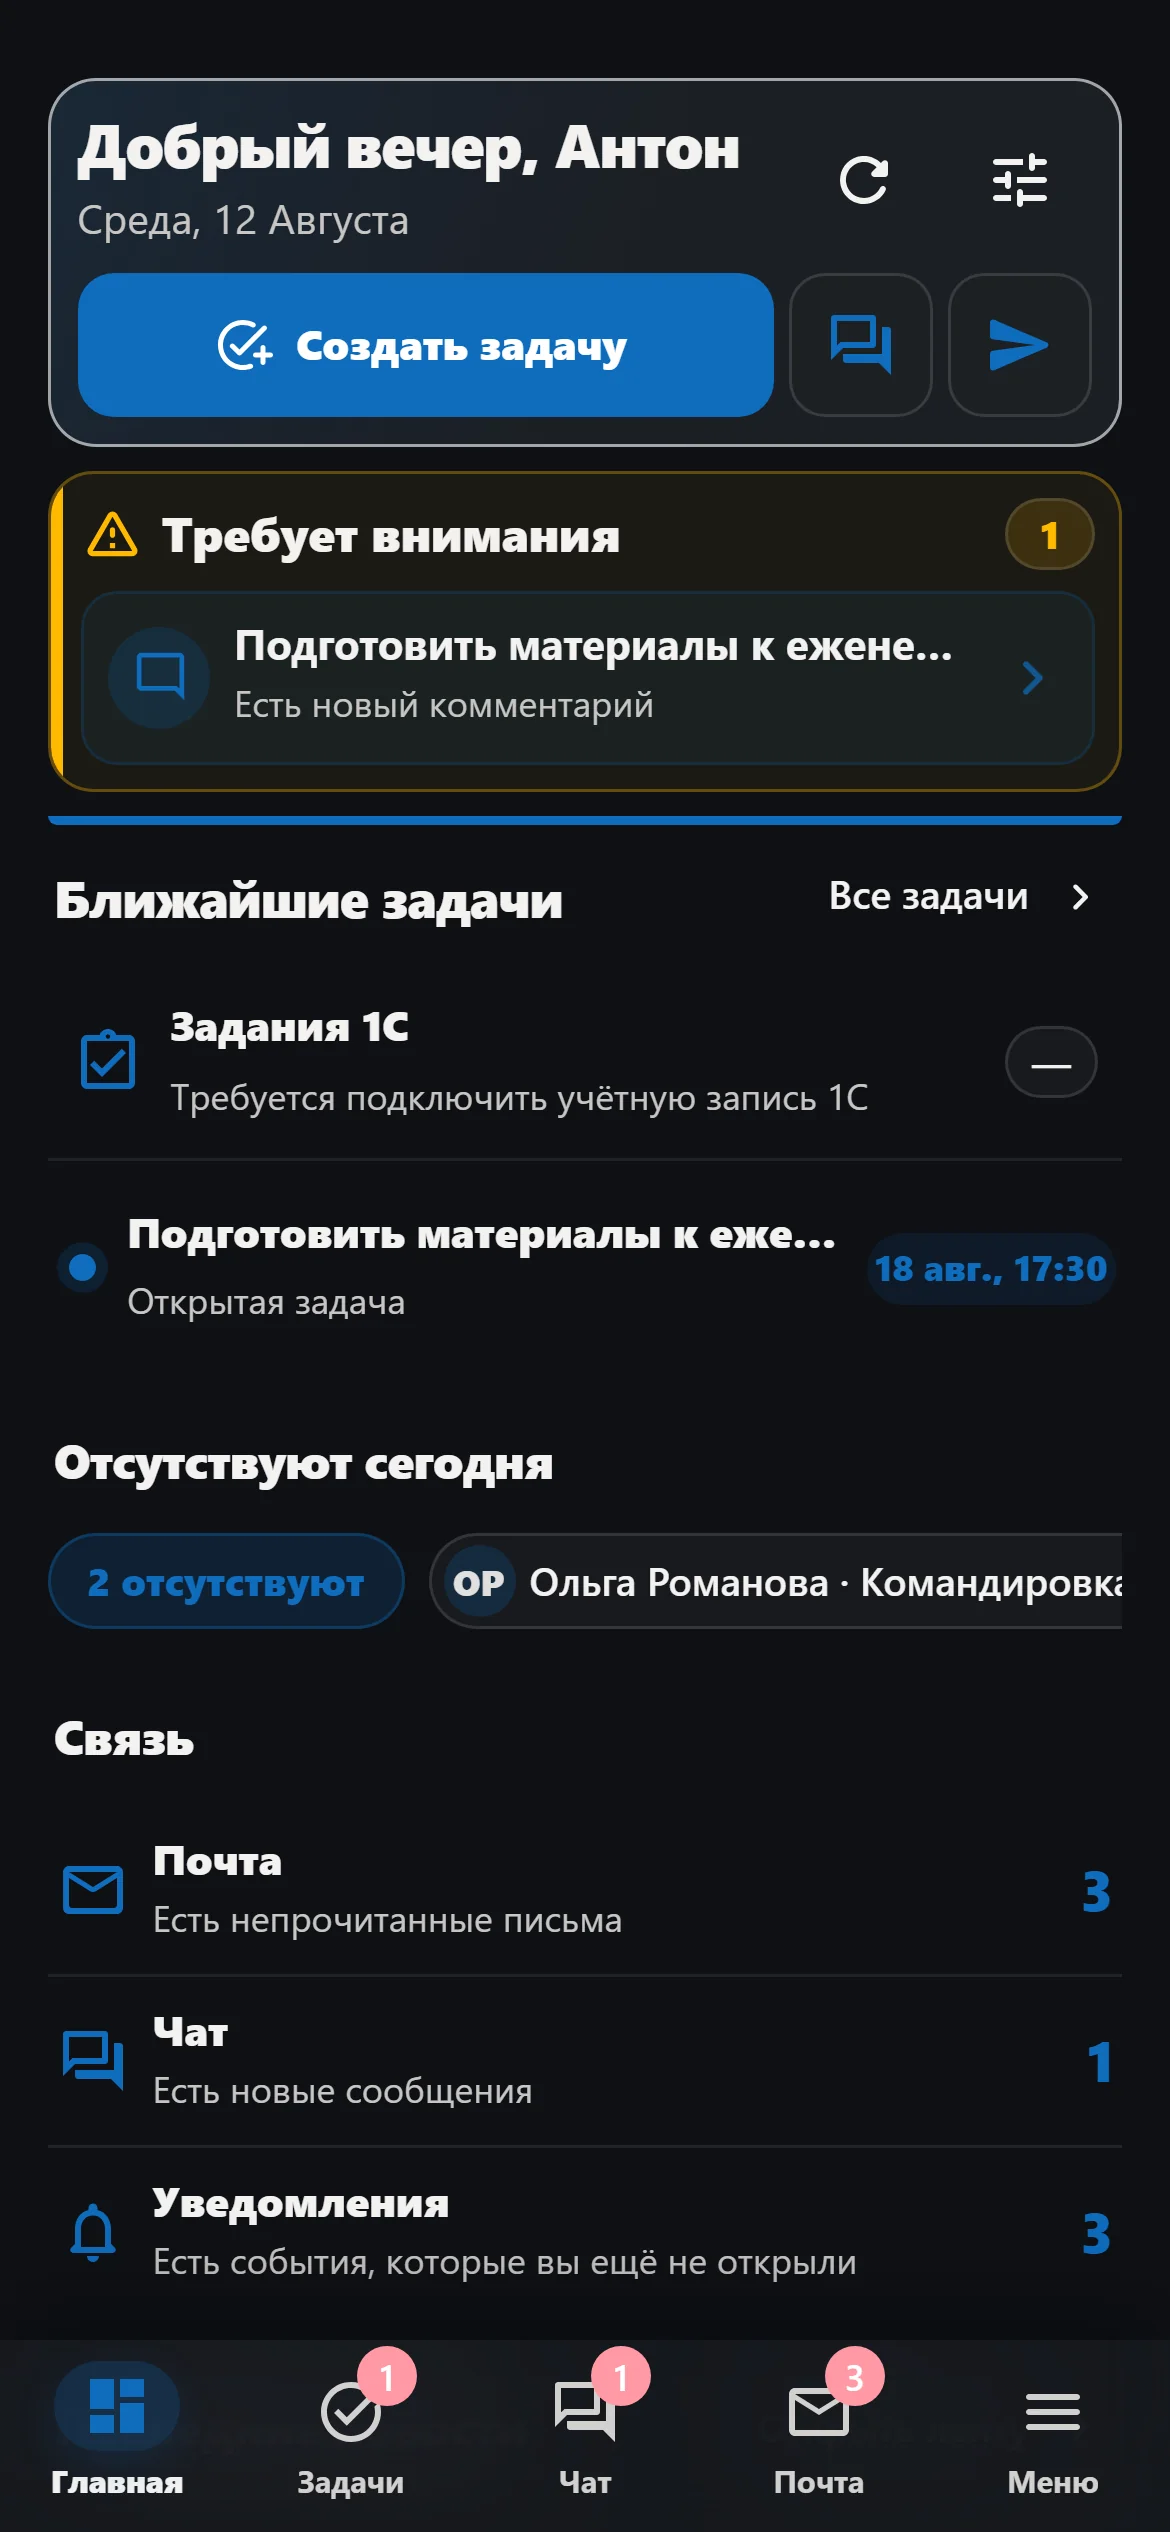 Добрый вечер, Антон
Среда, 12 Августа
Создать задачу
Требует внимания
1
Подготовить материалы к ежене...
Есть новый комментарий
Ближайшие задачи
Все задачи
Задания 1С
Требуется подключить учётную запись 1С
—
Подготовить материалы к еже...
Открытая задача
18 авг., 17:30
Отсутствуют сегодня
2 отсутствуют
ОР
Ольга Романова · Командировка
Связь
Почта
Есть непрочитанные письма
3
Чат
Есть новые сообщения
1
Уведомления
Есть события, которые вы ещё не открыли
3
1
1
3
Главная
Задачи
Чат
Почта
Меню